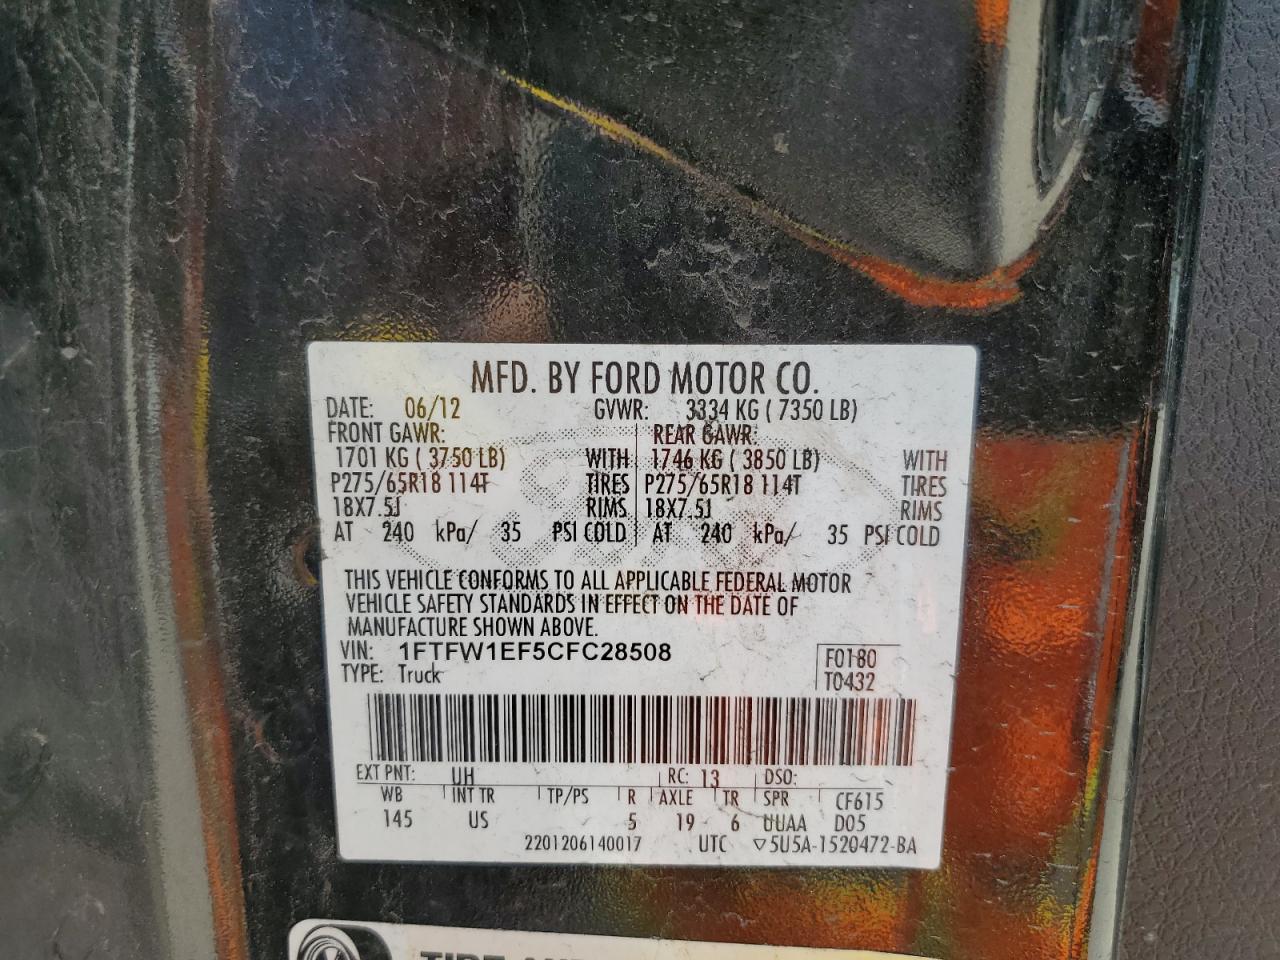 MFD. BY FORD MOTOR CO.
DATE: 06/12 GVWR: 3334 KG ( 7350 LB)
FRONT GAWR: REAR GAWR:
1701 KG ( 3750 LB) WITH 1746 KG ( 3850 LB) WITH
P275/65R18 114T TIRES P275/65R18 114T TIRES
18X7.5J RIMS 18X7.5J RIMS
AT 240 kPa/ 35 PSI COLD AT 240 kPa/ 35 PSI COLD
THIS VEHICLE CONFORMS TO ALL APPLICABLE FEDERAL MOTOR
VEHICLE SAFETY STANDARDS IN EFFECT ON THE DATE OF
MANUFACTURE SHOWN ABOVE.
VIN: 1FTFW1EF5CFC28508 F0180
TYPE: Truck T0432
EXT PNT: UH RC: 13 DSO:
WB INT TR TP/PS R AXLE TR SPR CF615
145 US 5 19 6 UUAA D05
2201206140017 UTC ▽5U5A-1520472-BA